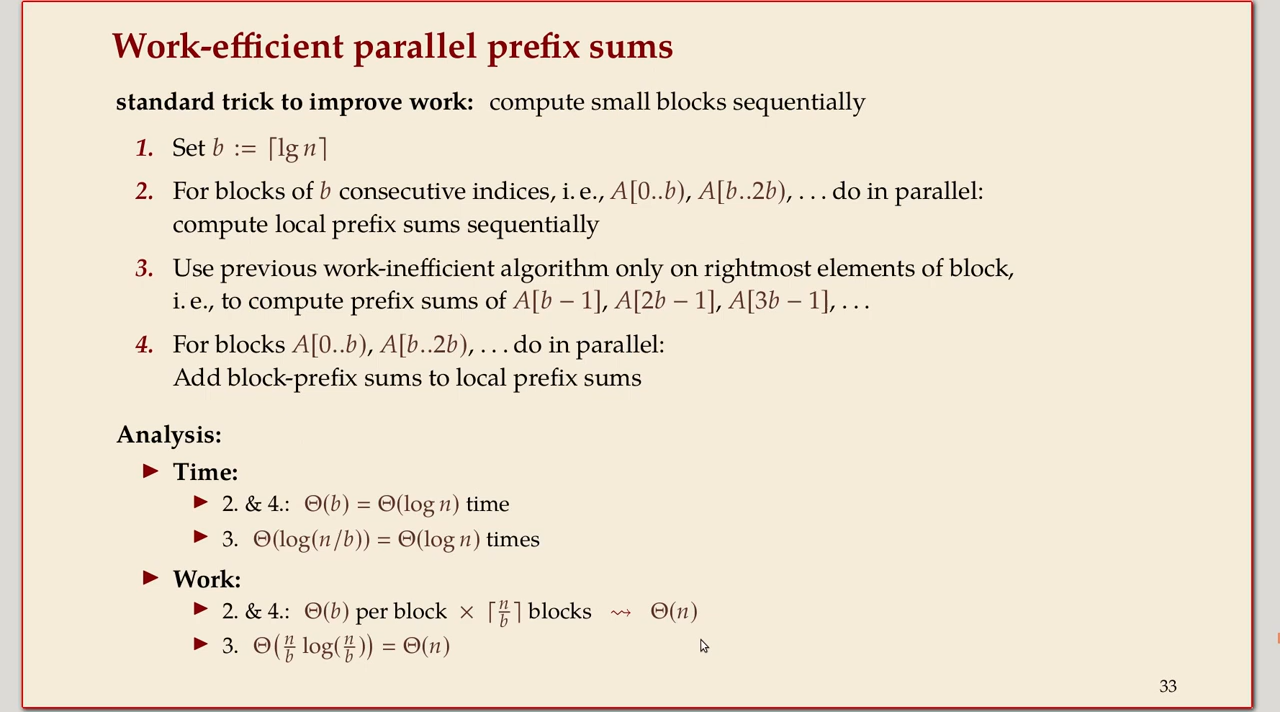 Work-efficient parallel prefix sums
standard trick to improve work: compute small blocks sequentially
1. Set b := ⌈lg n⌉
2. For blocks of b consecutive indices, i. e., A[0..b), A[b..2b), . . . do in parallel:
compute local prefix sums sequentially
3. Use previous work-inefficient algorithm only on rightmost elements of block,
i. e., to compute prefix sums of A[b − 1], A[2b − 1], A[3b − 1], . . .
4. For blocks A[0..b), A[b..2b), . . . do in parallel:
Add block-prefix sums to local prefix sums
Analysis:
▶ Time:
▶ 2. & 4.: Θ(b) = Θ(log n) time
▶ 3. Θ(log(n/b)) = Θ(log n) times
▶ Work:
▶ 2. & 4.: Θ(b) per block × ⌈n/b⌉ blocks ⇝ Θ(n)
▶ 3. Θ(n/b log(n/b)) = Θ(n)
33